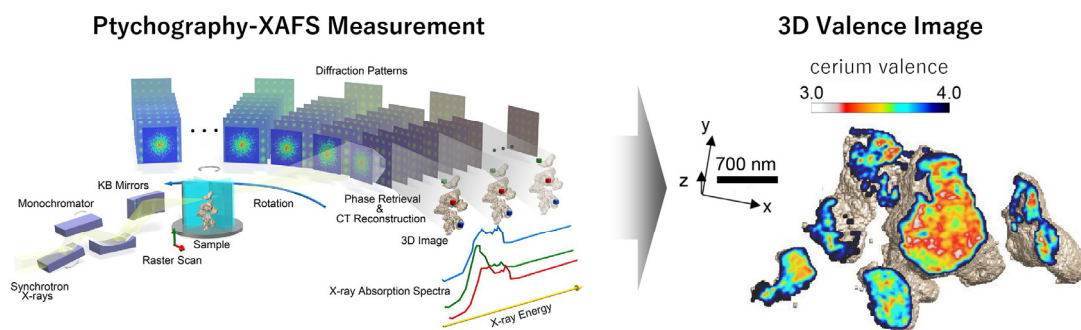 Ptychography-XAFS Measurement
3D Valence Image
Diffraction Patterns
KB Mirrors
Monochromator
Rotation
Phase Retrieval
&
CT Reconstruction
3D Image
Sample
Raster Scan
Synchrotron
X-rays
X-ray Absorption Spectra
X-ray Energy
cerium valence
3.0
4.0
y
z
x
700 nm